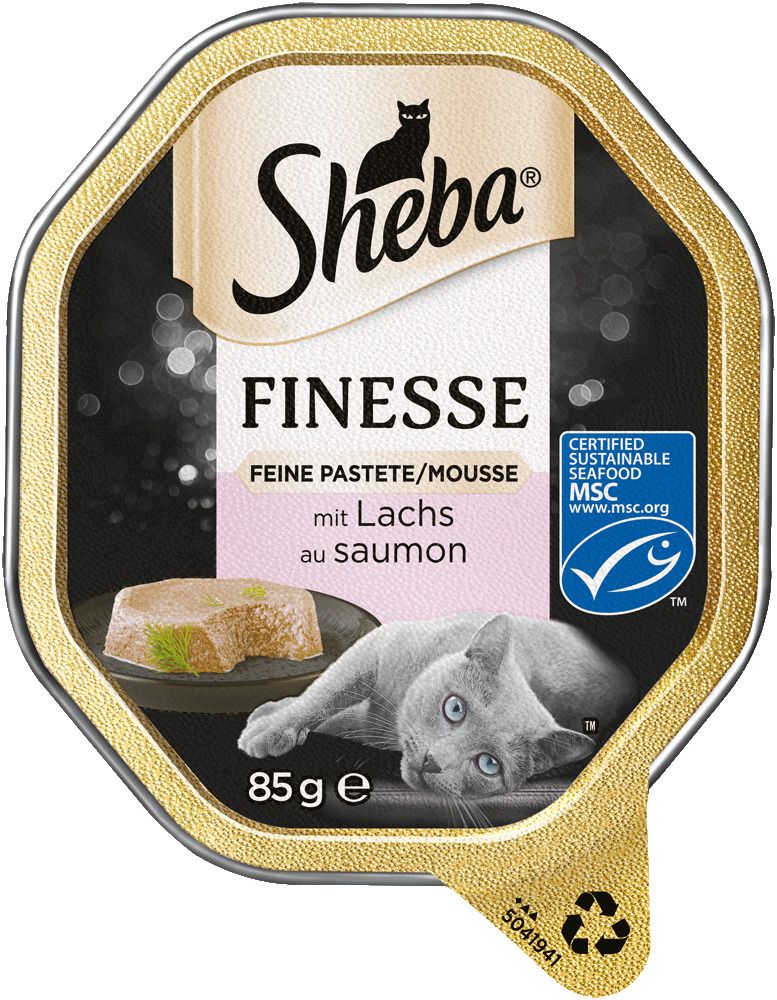 Sheba®
FINESSE
FEINE PASTETE/MOUSSE
mit Lachs
au saumon
CERTIFIED
SUSTAINABLE
SEAFOOD
MSC
www.msc.org
TM
TM
85 g ℮
5041941